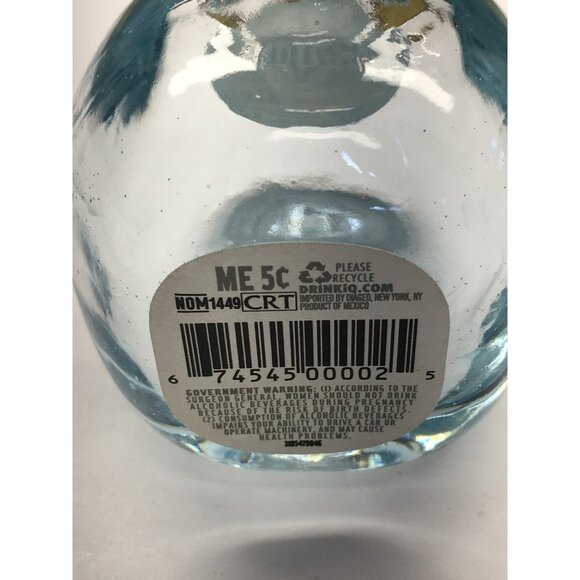 ME 5¢ PLEASE RECYCLE
DRINKiQ.COM
NOM1449 CRT IMPORTED BY DIAGEO, NEW YORK, NY
PRODUCT OF MEXICO
6 74545 00002 5
GOVERNMENT WARNING: (1) ACCORDING TO THE
SURGEON GENERAL, WOMEN SHOULD NOT DRINK
ALCOHOLIC BEVERAGES DURING PREGNANCY
BECAUSE OF THE RISK OF BIRTH DEFECTS.
(2) CONSUMPTION OF ALCOHOLIC BEVERAGES
IMPAIRS YOUR ABILITY TO DRIVE A CAR OR
OPERATE MACHINERY, AND MAY CAUSE
HEALTH PROBLEMS.